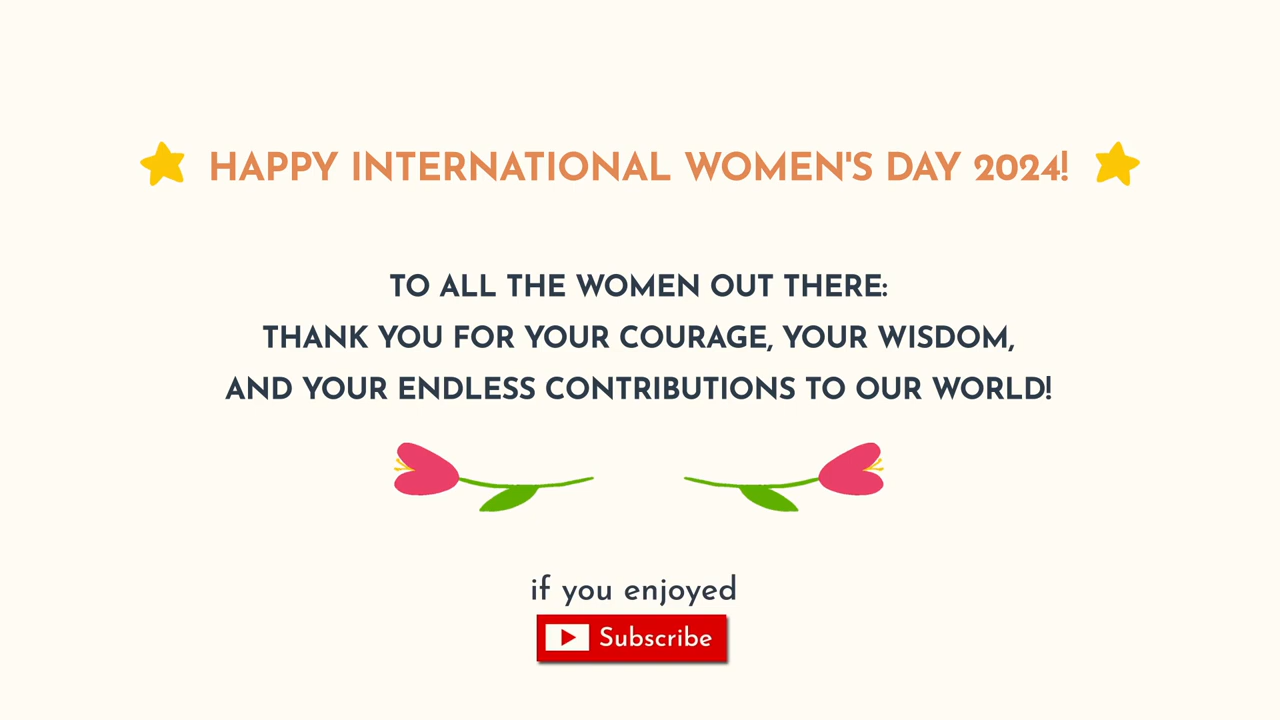 HAPPY INTERNATIONAL WOMEN'S DAY 2024!
TO ALL THE WOMEN OUT THERE:
THANK YOU FOR YOUR COURAGE, YOUR WISDOM,
AND YOUR ENDLESS CONTRIBUTIONS TO OUR WORLD!
if you enjoyed
Subscribe